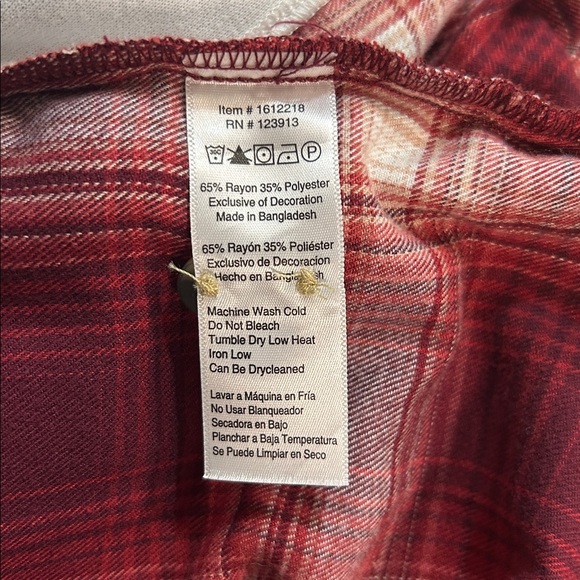 Item # 1612218
RN # 123913
30C P
65% Rayon 35% Polyester
Exclusive of Decoration
Made in Bangladesh
65% Rayón 35% Poliéster
Exclusivo de Decoracion
Hecho en
Machine Wash Cold
Do Not Bleach
Tumble Dry Low Heat
Iron Low
Can Be Drycleaned
Lavar a Máquina en Fría
No Usar Blanqueador
Secadora en Bajo
Planchar a Baja Temperatura
Se Puede Limpiar en Seco